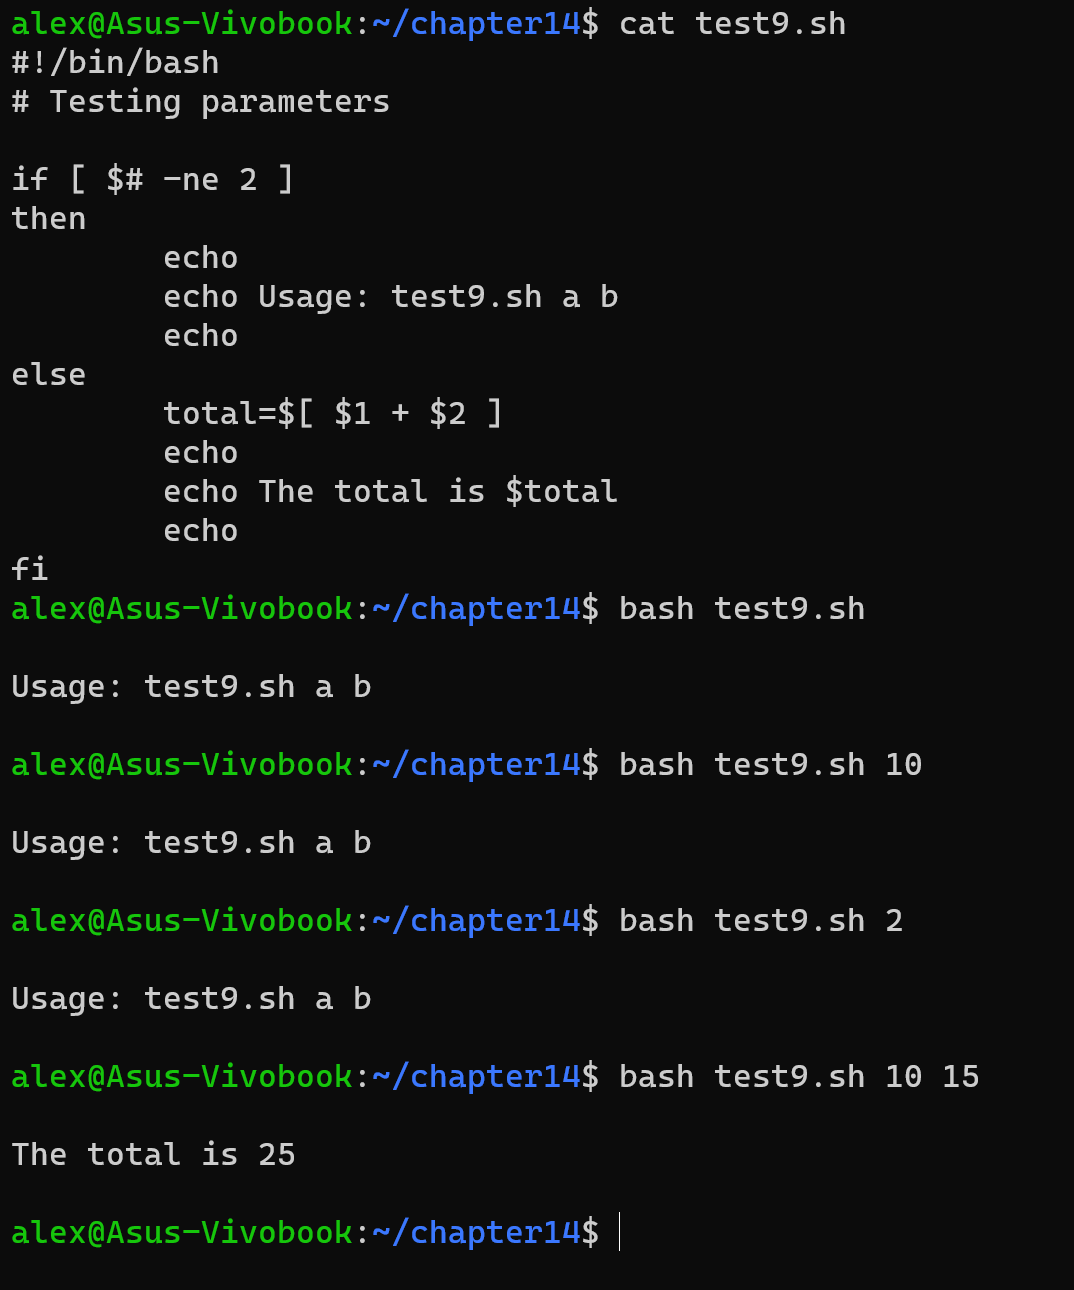 alex@Asus-Vivobook:~/chapter14$ cat test9.sh
#!/bin/bash
# Testing parameters

if [ $# -ne 2 ]
then
        echo
        echo Usage: test9.sh a b
        echo
else
        total=$[ $1 + $2 ]
        echo
        echo The total is $total
        echo
fi
alex@Asus-Vivobook:~/chapter14$ bash test9.sh

Usage: test9.sh a b

alex@Asus-Vivobook:~/chapter14$ bash test9.sh 10

Usage: test9.sh a b

alex@Asus-Vivobook:~/chapter14$ bash test9.sh 2

Usage: test9.sh a b

alex@Asus-Vivobook:~/chapter14$ bash test9.sh 10 15

The total is 25

alex@Asus-Vivobook:~/chapter14$